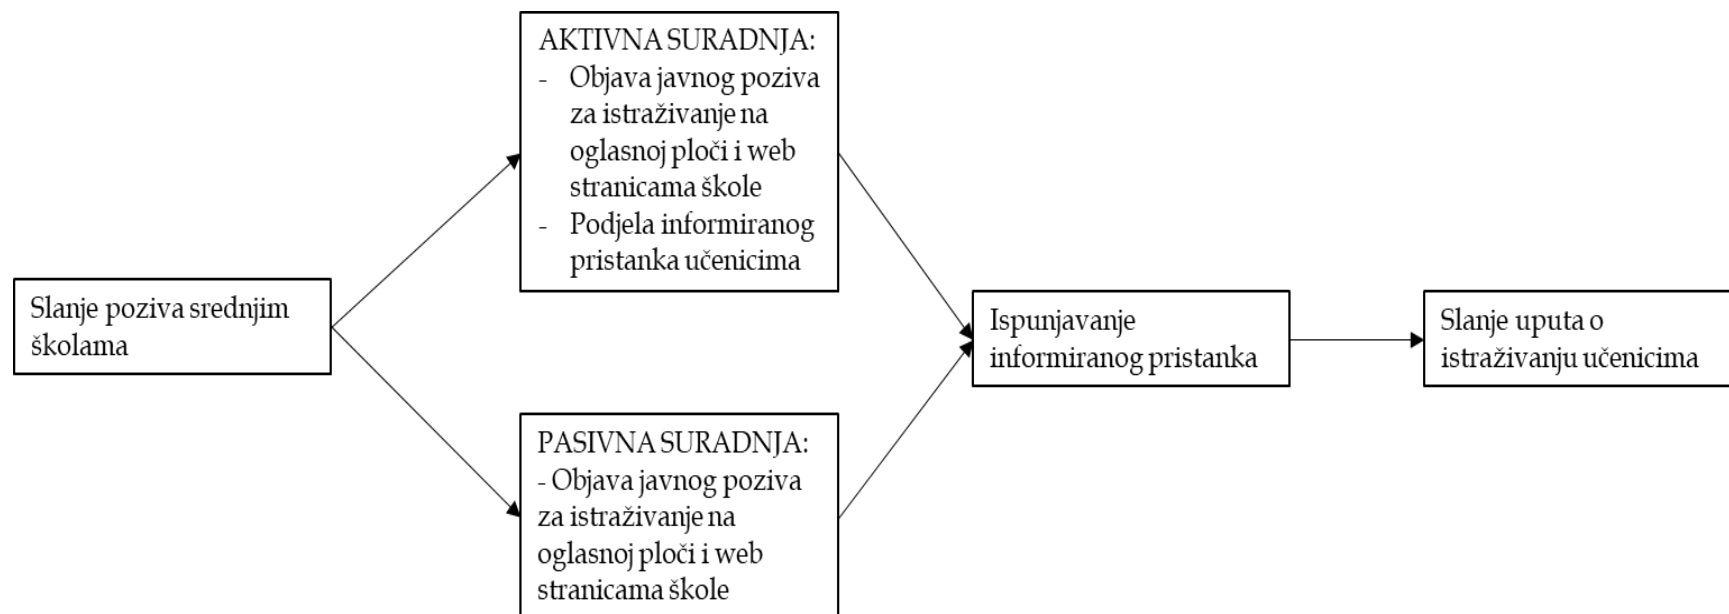 Slanje poziva srednjim
školama
AKTIVNA SURADNJA:
- Objava javnog poziva
za istraživanje na
oglasnoj ploči i web
stranicama škole
- Podjela informiranog
pristanka učenicima
PASIVNA SURADNJA:
- Objava javnog poziva
za istraživanje na
oglasnoj ploči i web
stranicama škole
Ispunjavanje
informiranog pristanka
Slanje uputa o
istraživanju učenicima